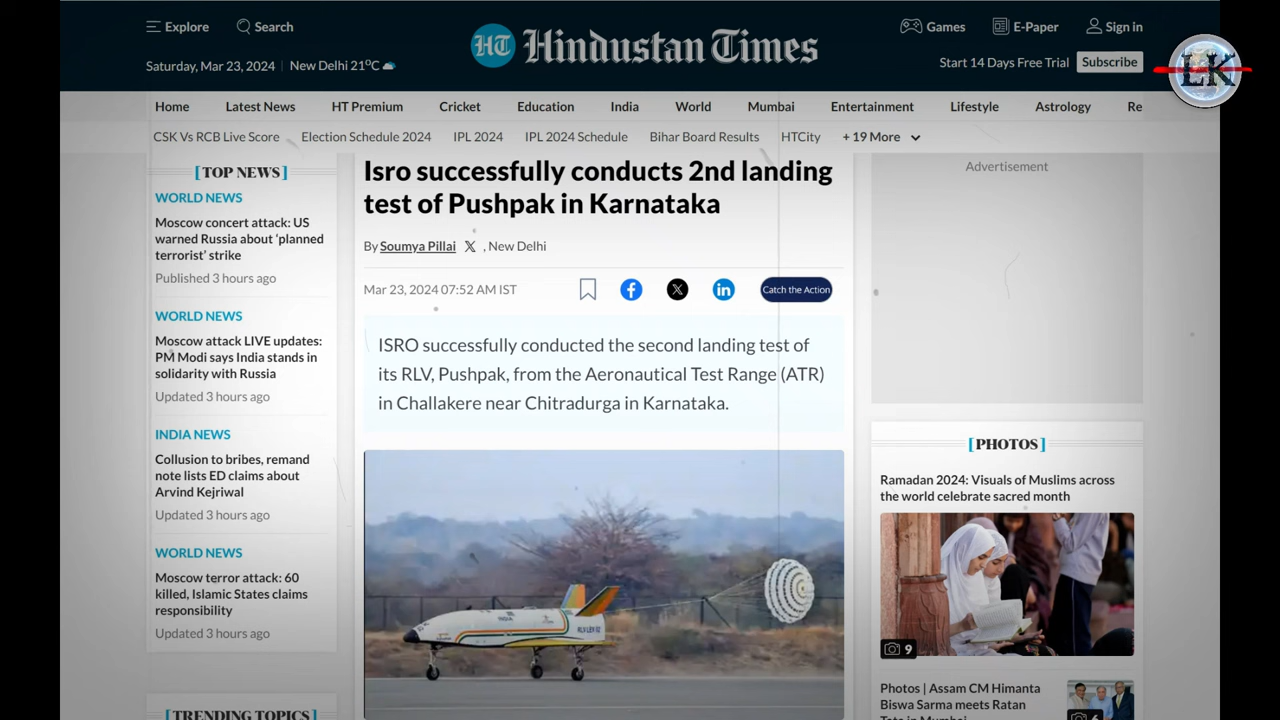 Explore
Search
HT Hindustan Times
Games
E-Paper
Sign in
Saturday, Mar 23, 2024
New Delhi 21°C
Start 14 Days Free Trial
Subscribe
LK
Home
Latest News
HT Premium
Cricket
Education
India
World
Mumbai
Entertainment
Lifestyle
Astrology
Re
CSK Vs RCB Live Score
Election Schedule 2024
IPL 2024
IPL 2024 Schedule
Bihar Board Results
HTCity
+ 19 More
[TOP NEWS]
WORLD NEWS
Moscow concert attack: US
warned Russia about ‘planned
terrorist’ strike
Published 3 hours ago
WORLD NEWS
Moscow attack LIVE updates:
PM Modi says India stands in
solidarity with Russia
Updated 3 hours ago
INDIA NEWS
Collusion to bribes, remand
note lists ED claims about
Arvind Kejriwal
Updated 3 hours ago
WORLD NEWS
Moscow terror attack: 60
killed, Islamic States claims
responsibility
Updated 3 hours ago
[TRENDING TOPICS]
Isro successfully conducts 2nd landing
test of Pushpak in Karnataka
By Soumya Pillai X , New Delhi
Mar 23, 2024 07:52 AM IST
Catch the Action
ISRO successfully conducted the second landing test of
its RLV, Pushpak, from the Aeronautical Test Range (ATR)
in Challakere near Chitradurga in Karnataka.
INDIA
RLV LEX 02
Advertisement
[PHOTOS]
Ramadan 2024: Visuals of Muslims across
the world celebrate sacred month
9
Photos | Assam CM Himanta
Biswa Sarma meets Ratan
Tata in Mumbai